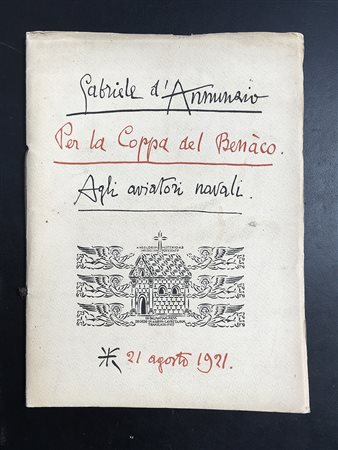 Gabriele d'Annunzio
Per la Coppa del Benàco.
Agli aviatori navali.
21 agosto 1921.